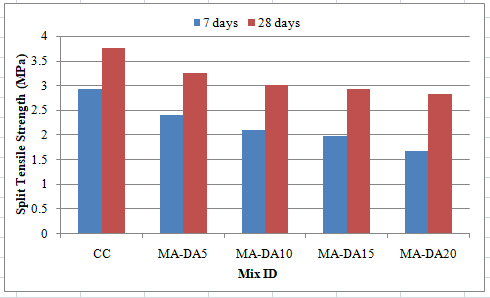 7 days 28 days
4
3.5
3
2.5
2
1.5
1
0.5
0
Split Tensile Strength (MPa)
CC MA-DA5 MA-DA10 MA-DA15 MA-DA20
Mix ID